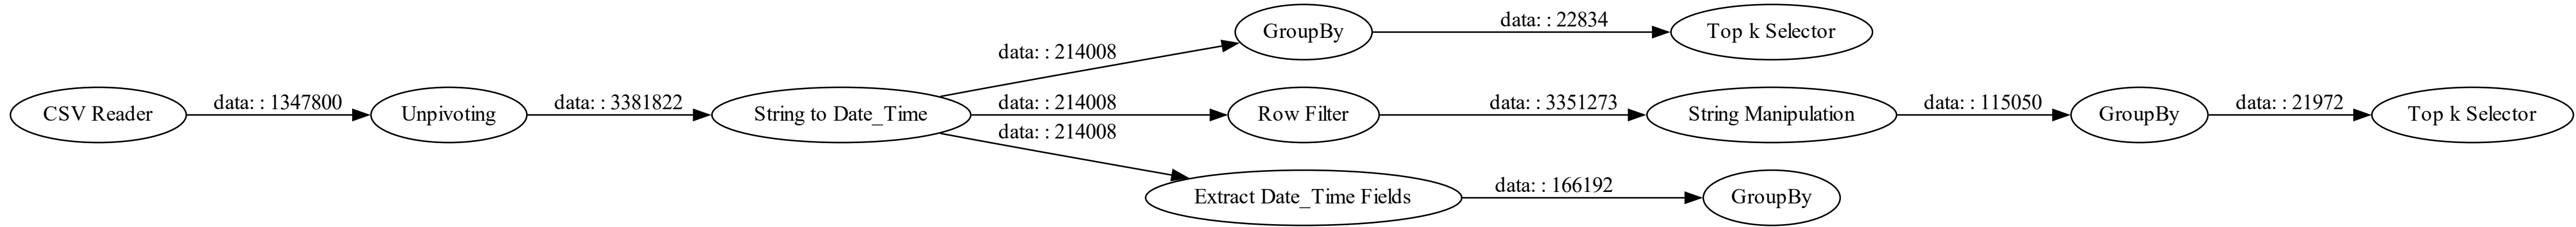 CSV Reader
data: : 1347800
Unpivoting
data: : 3381822
String to Date_Time
data: : 214008
GroupBy
data: : 22834
Top k Selector
data: : 214008
Row Filter
data: : 3351273
String Manipulation
data: : 115050
GroupBy
data: : 21972
Top k Selector
data: : 214008
Extract Date_Time Fields
data: : 166192
GroupBy